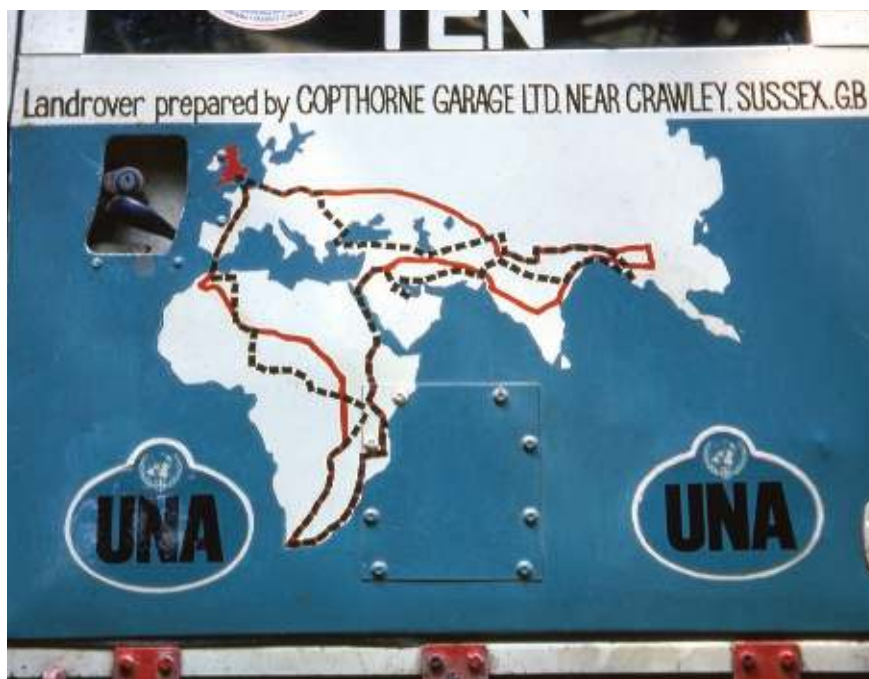 TEN
Landrover prepared by COPTHORNE GARAGE LTD. NEAR CRAWLEY. SUSSEX. G.B
UNA
UNA